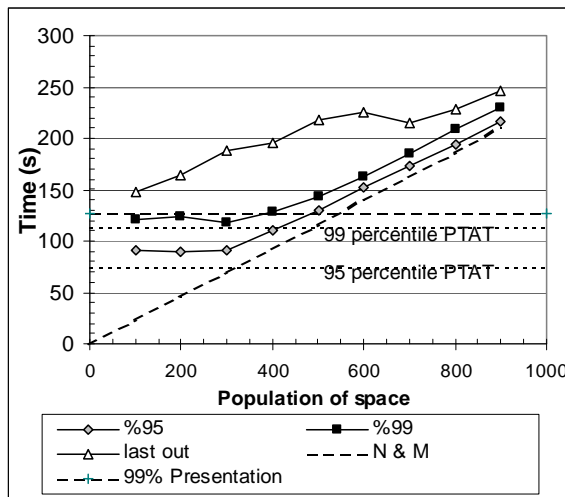 300
250
200
150
100
50
0
Time (s)
99 percentile PTAT
95 percentile PTAT
0 200 400 600 800 1000
Population of space
%95 %99
last out N & M
99% Presentation